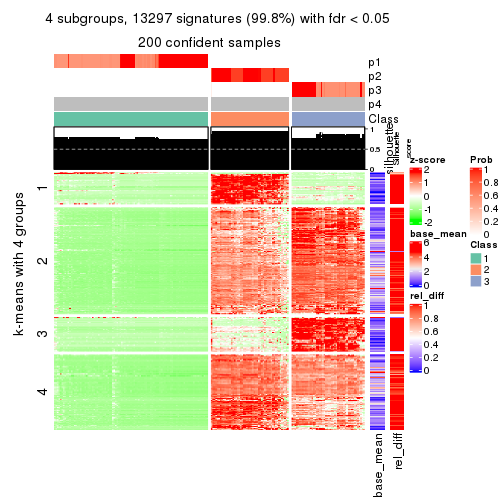 4 subgroups, 13297 signatures (99.8%) with fdr < 0.05
200 confident samples
p1
p2
p3
p4
Class
1
0.5
0
silhouettes
Silhouette
score
k-means with 4 groups
1
2
3
4
base_mean
rel_diff
z-score
2
1
0
-1
-2
base_mean
6
4
2
0
rel_diff
1
0.8
0.6
0.4
0.2
0
Prob
1
0.8
0.6
0.4
0.2
0
Class
1
2
3